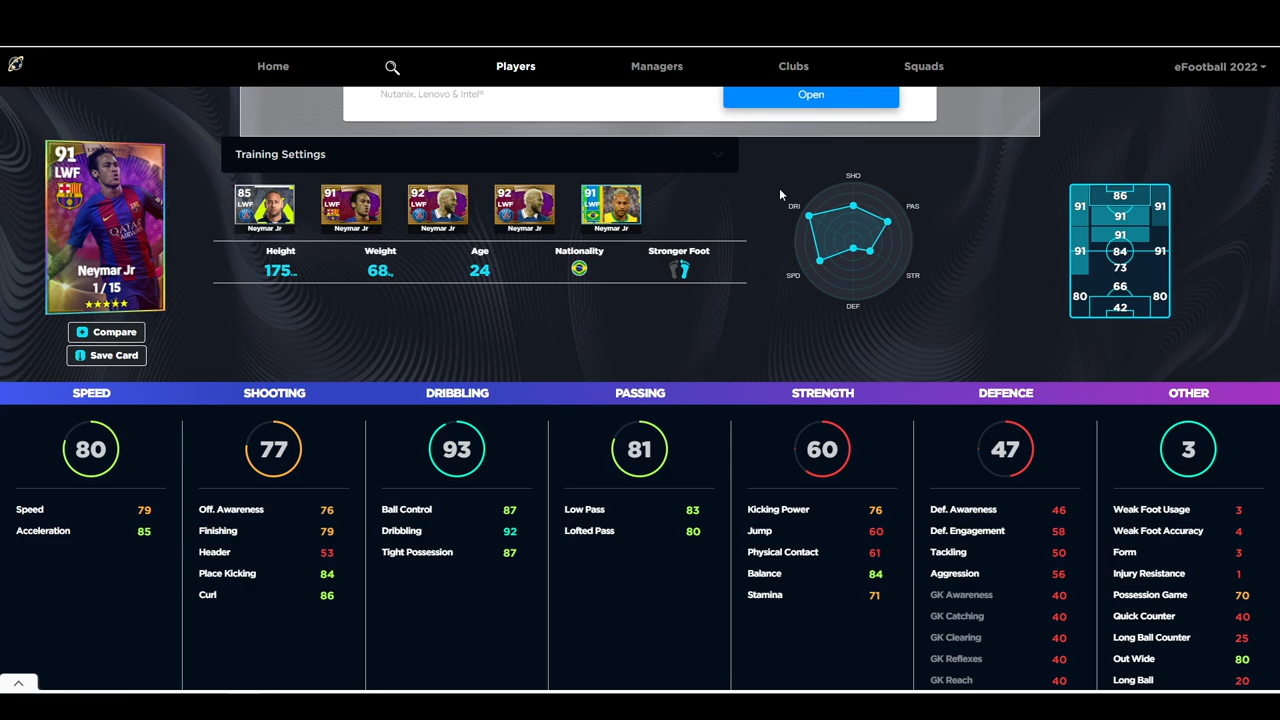 Home
Players
Managers
Clubs
Squads
eFootball 2022
Nutanix, Lenovo & Intel®
Open
91
LWF
Neymar Jr
1 / 15
Compare
Save Card
Training Settings
85
LWF
Neymar Jr
91
LWF
Neymar Jr
92
LWF
Neymar Jr
92
LWF
Neymar Jr
91
LWF
Neymar Jr
Height
Weight
Age
Nationality
Stronger Foot
175
68
24
SHO
PAS
STR
DEF
SPD
DRI
86
91
91
91
91
91
84
91
73
66
80
80
42
SPEED
SHOOTING
DRIBBLING
PASSING
STRENGTH
DEFENCE
OTHER
80
77
93
81
60
47
3
Speed 79
Acceleration 85
Off. Awareness 76
Finishing 79
Header 53
Place Kicking 84
Curl 86
Ball Control 87
Dribbling 92
Tight Possession 87
Low Pass 83
Lofted Pass 80
Kicking Power 76
Jump 60
Physical Contact 61
Balance 84
Stamina 71
Def. Awareness 46
Def. Engagement 58
Tackling 50
Aggression 56
GK Awareness 40
GK Catching 40
GK Clearing 40
GK Reflexes 40
GK Reach 40
Weak Foot Usage 3
Weak Foot Accuracy 4
Form 3
Injury Resistance 1
Possession Game 70
Quick Counter 40
Long Ball Counter 25
Out Wide 80
Long Ball 20